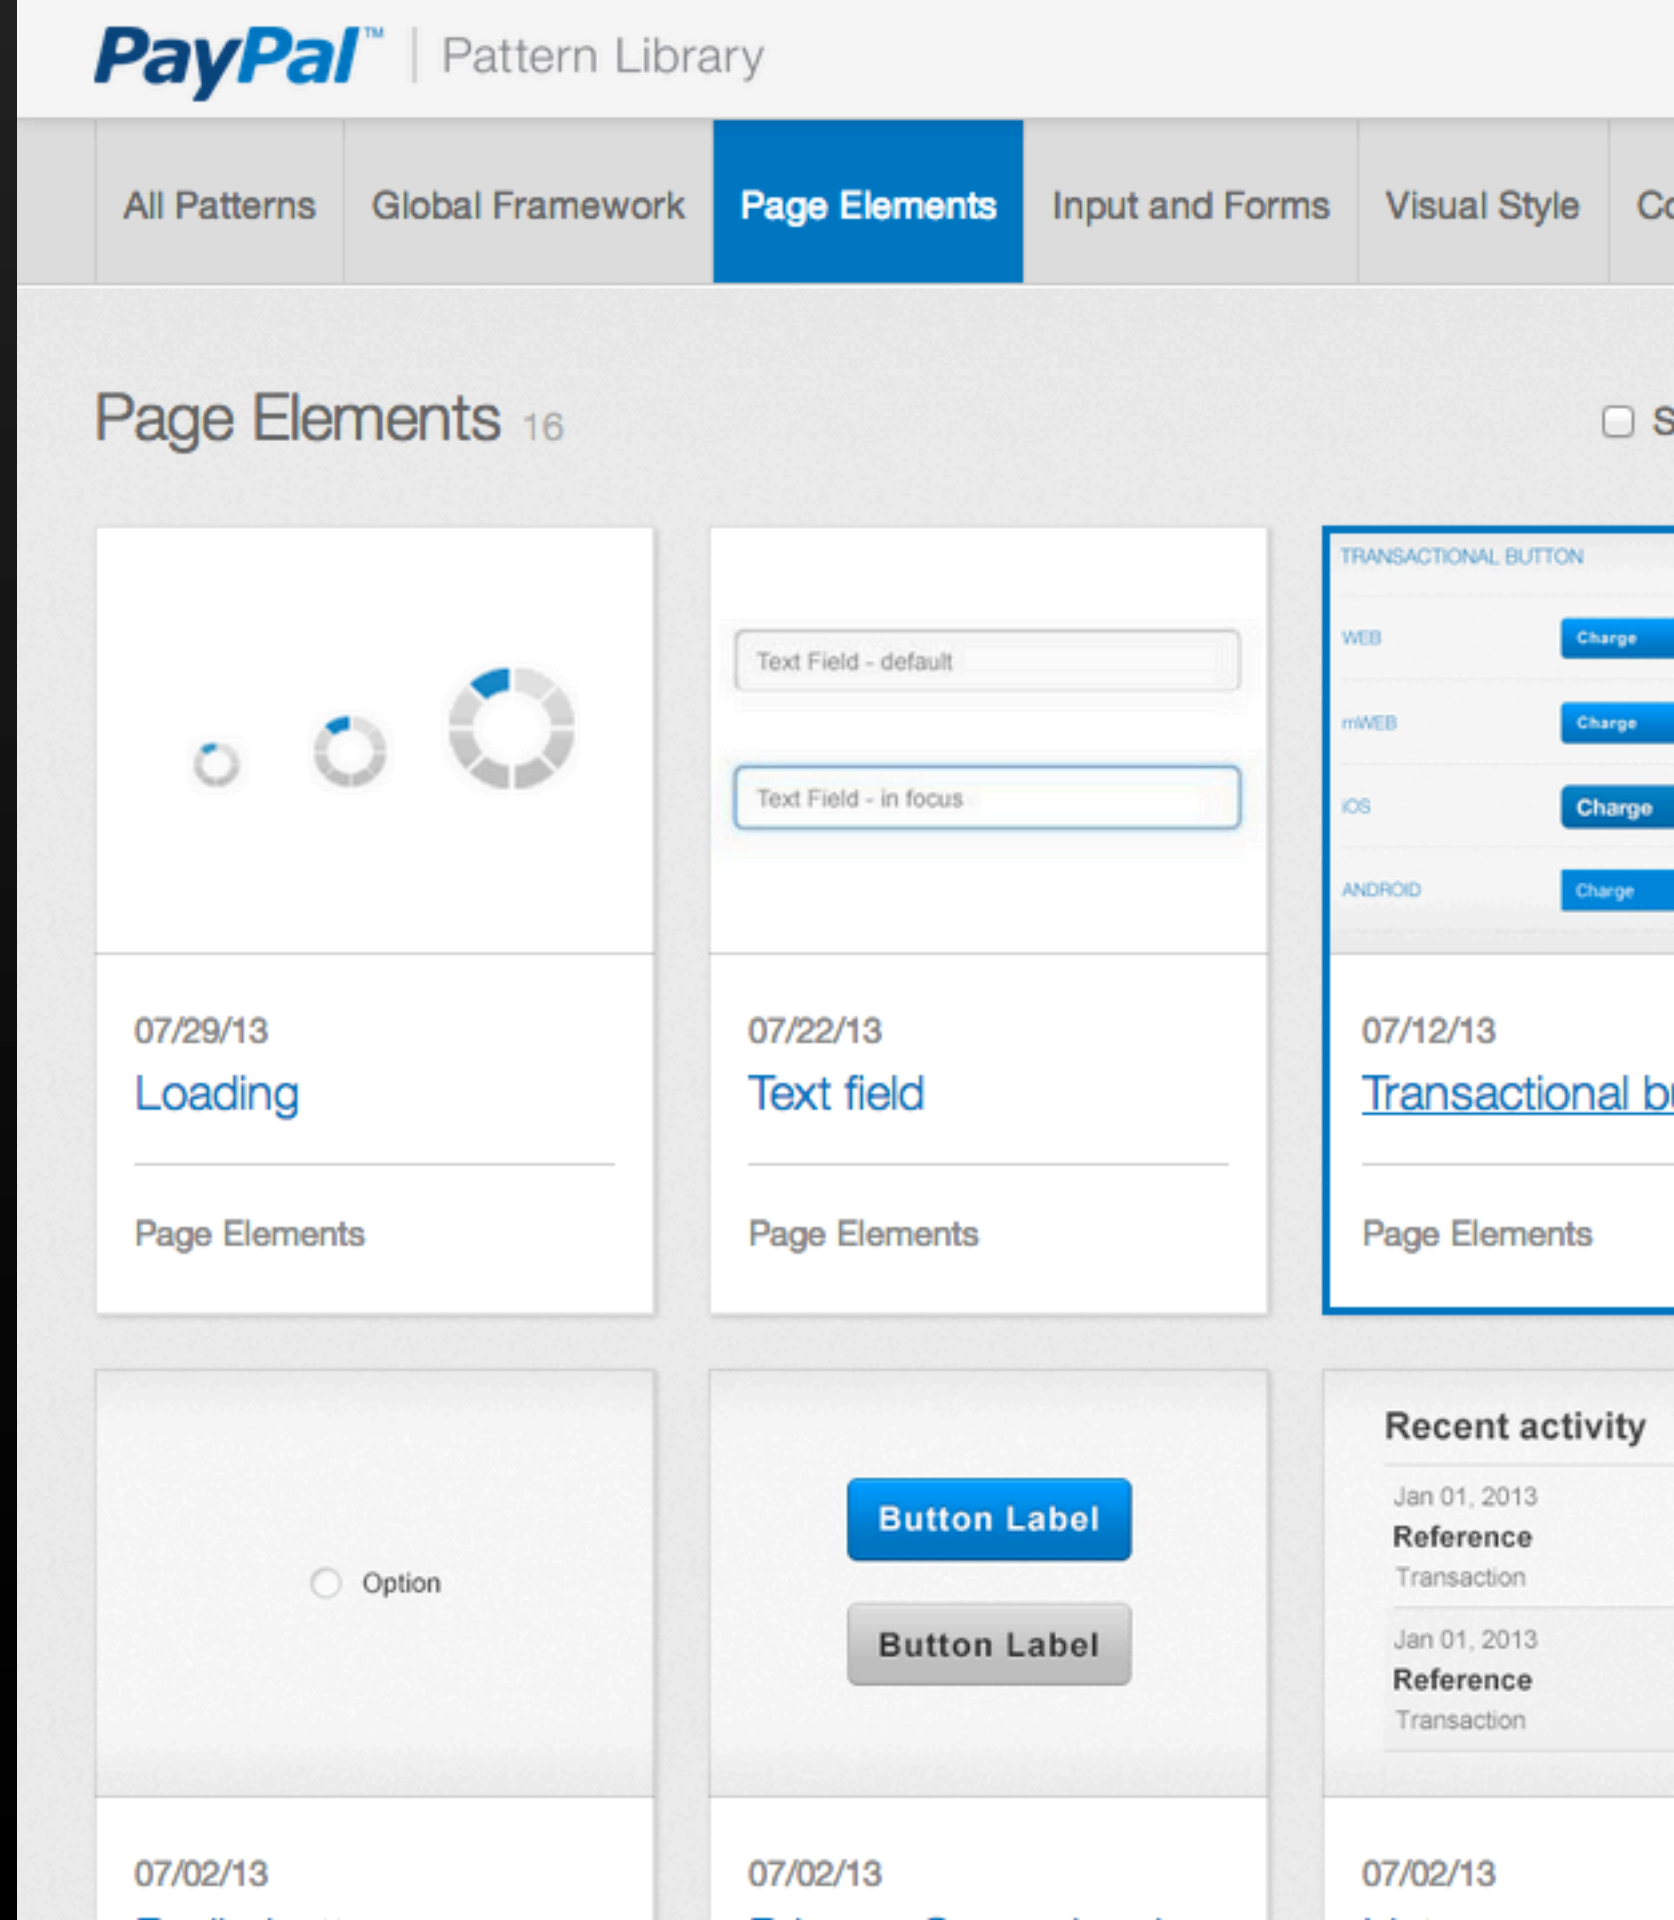 PayPal™ | Pattern Library
All Patterns Global Framework Page Elements Input and Forms Visual Style
Page Elements 16
Text Field - default
Text Field - in focus
TRANSACTIONAL BUTTON
WEB Charge
mWEB Charge
iOS Charge
ANDROID Charge
07/29/13
Loading
Page Elements
07/22/13
Text field
Page Elements
07/12/13
Transactional
Page Elements
Option
Button Label
Button Label
Recent activity
Jan 01, 2013
Reference
Transaction
Jan 01, 2013
Reference
Transaction
07/02/13
07/02/13
07/02/13